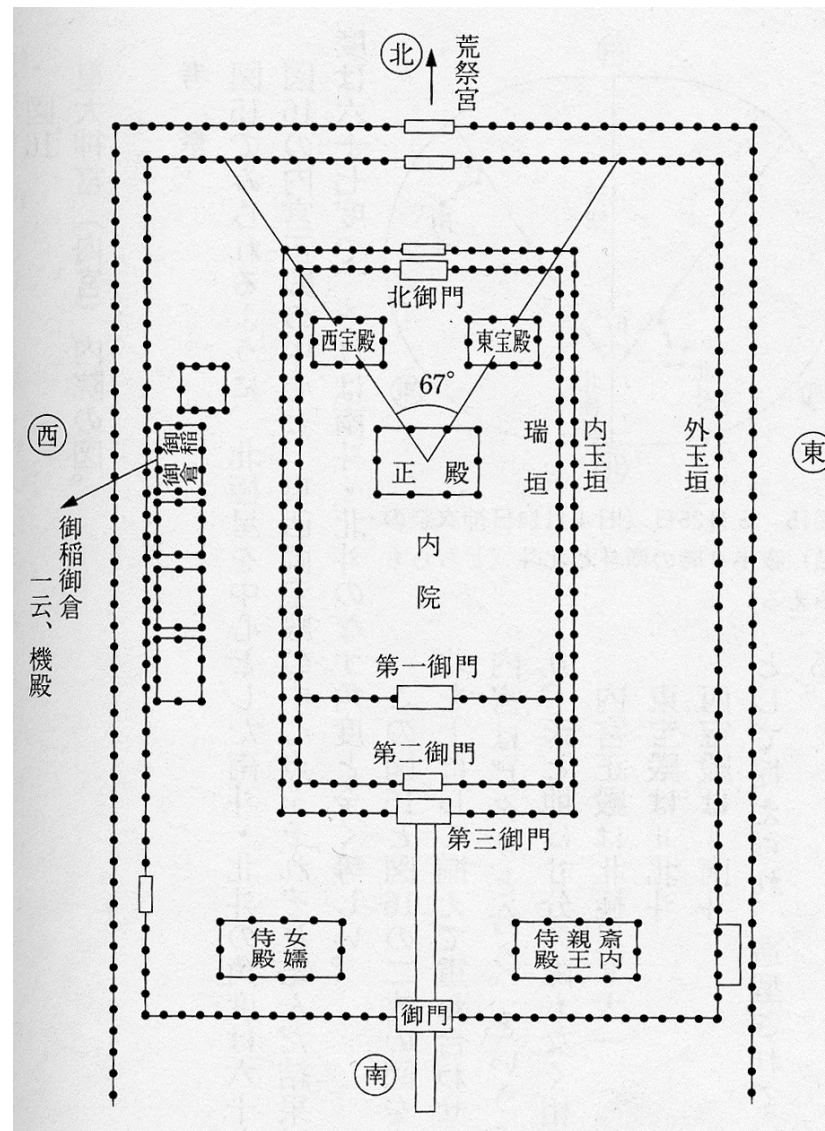 北
荒祭宮
北御門
西宝殿
東宝殿
67°
正殿
瑞垣
内玉垣
外玉垣
西
東
御稲
御倉
御稲御倉
一云、機殿
内院
第一御門
第二御門
第三御門
女嬬
侍殿
斎内
親王
侍殿
御門
南